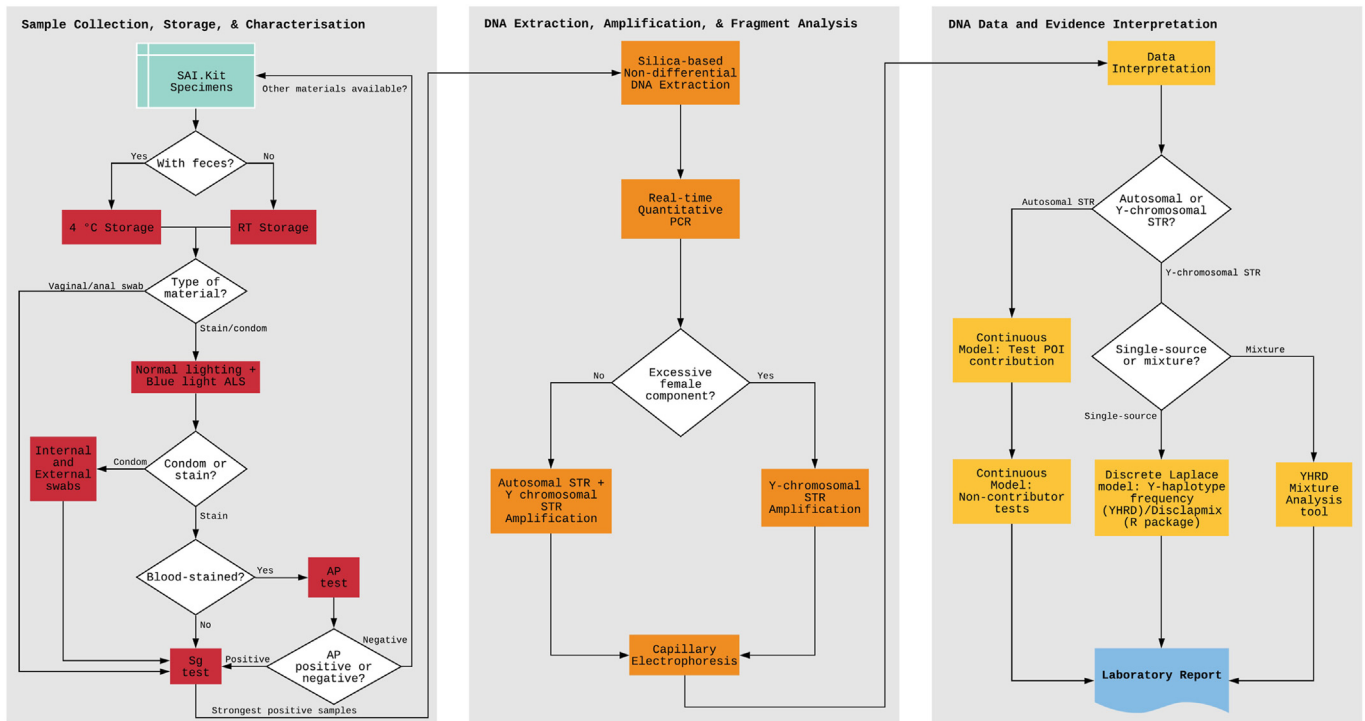 Sample Collection, Storage, & Characterisation
SAI.Kit
Specimens
Other materials available?
With feces?
Yes
No
4 °C Storage
RT Storage
Type of
material?
Vaginal/anal swab
Stain/condom
Normal lighting +
Blue light ALS
Condom or
stain?
Condom
Internal
and
External
swabs
Stain
Blood-stained?
Yes
AP
test
No
Negative
AP
positive or
negative?
Positive
Sg
test
Strongest positive samples
DNA Extraction, Amplification, & Fragment Analysis
Silica-based
Non-differential
DNA Extraction
Real-time
Quantitative
PCR
Excessive
female
component?
No
Yes
Autosomal STR +
Y chromosomal
STR
Amplification
Y-chromosomal
STR
Amplification
Capillary
Electrophoresis
DNA Data and Evidence Interpretation
Data
Interpretation
Autosomal or
Y-chromosomal
STR?
Autosomal STR
Y-chromosomal STR
Continuous
Model: Test POI
contribution
Single-source
or mixture?
Mixture
Single-source
Continuous
Model:
Non-contributor
tests
Discrete Laplace
model: Y-haplotype
frequency
(YHRD)/Disclapmix
(R package)
YHRD
Mixture
Analysis
tool
Laboratory Report